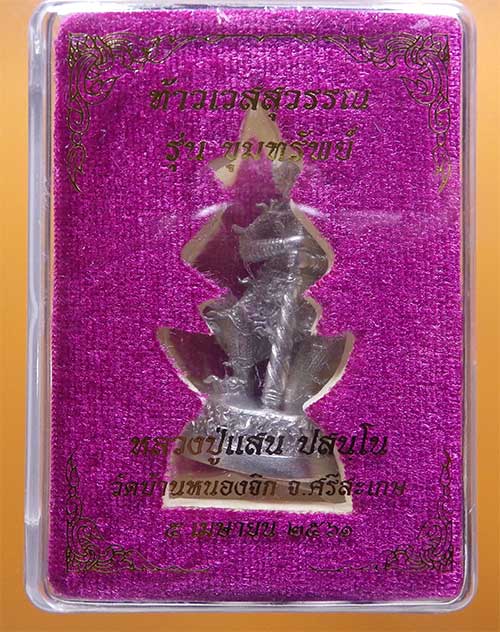 ท้าวเวสสุวรรณ
รุ่น ขุมทรัพย์
หลวงปู่แสน ปสนฺโน
วัดบ้านหนองจิก จ.ศรีสะเกษ
๕ เมษายน ๒๕๖๑